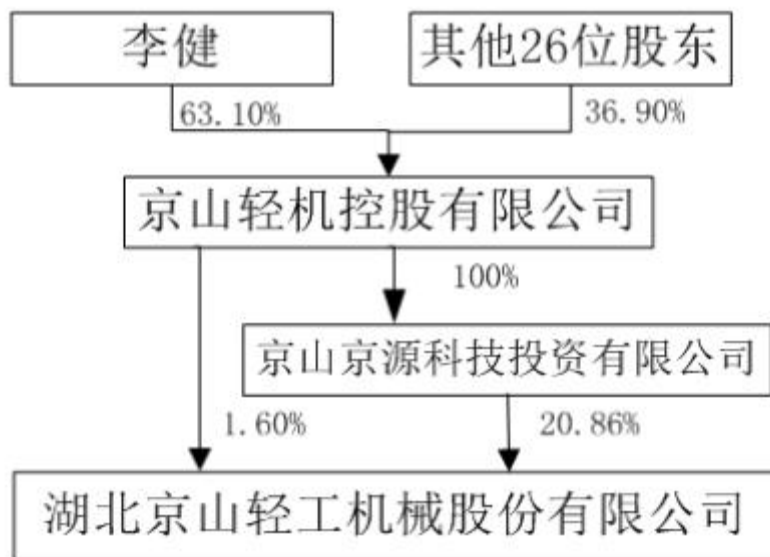 李健
其他26位股东
63.10%
36.90%
京山轻机控股有限公司
100%
京山京源科技投资有限公司
1.60%
20.86%
湖北京山轻工机械股份有限公司